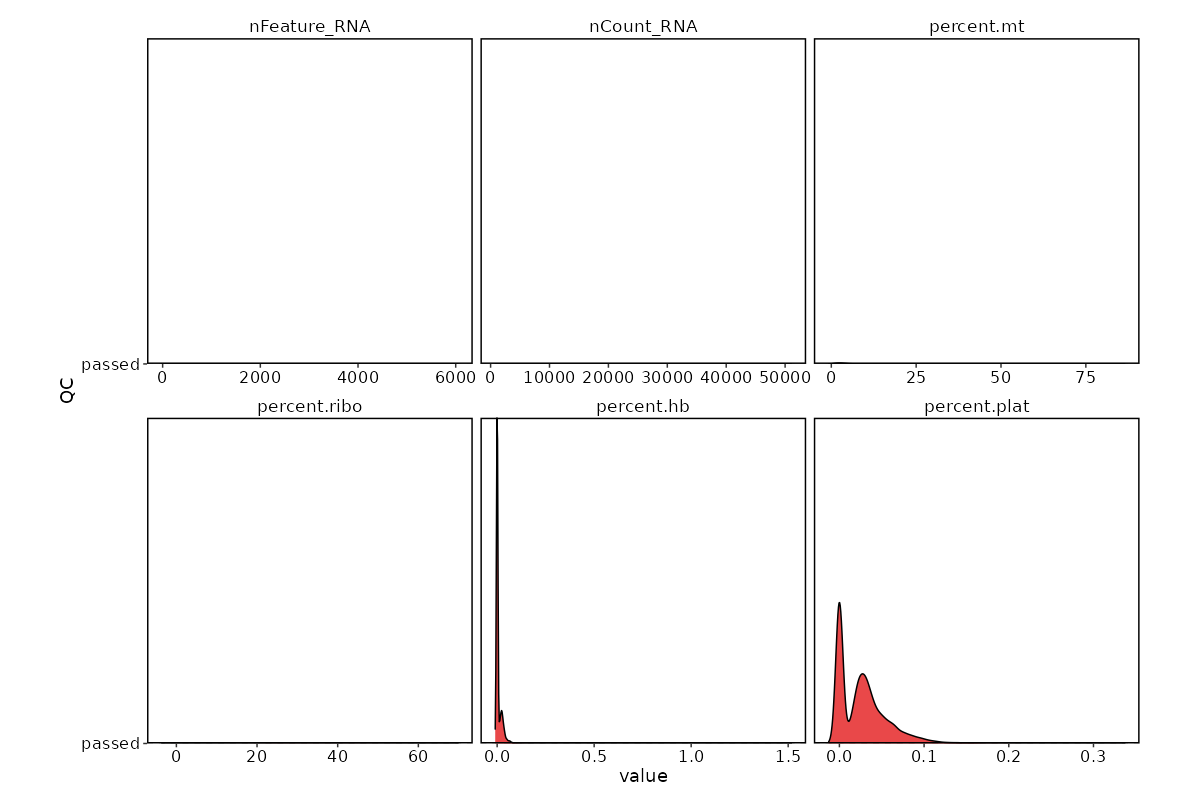 nFeature_RNA nCount_RNA percent.mt
passed
0 2000 4000 6000 0 10000 20000 30000 40000 50000 0 25 50 75
QC
percent.ribo percent.hb percent.plat
passed
0 20 40 60 0.0 0.5 1.0 1.5 0.0 0.1 0.2 0.3
value